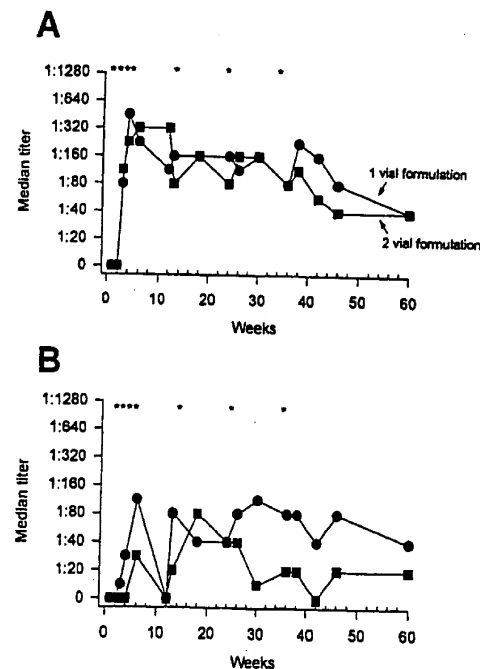 A
* * * * * * *
1:1280
1:640
1:320
1:160
1:80
1:40
1:20
0
Median titer
1 vial formulation
2 vial formulation
0 10 20 30 40 50 60
Weeks
B
* * * * * * *
1:1280
1:640
1:320
1:160
1:80
1:40
1:20
0
Median titer
0 10 20 30 40 50 60
Weeks